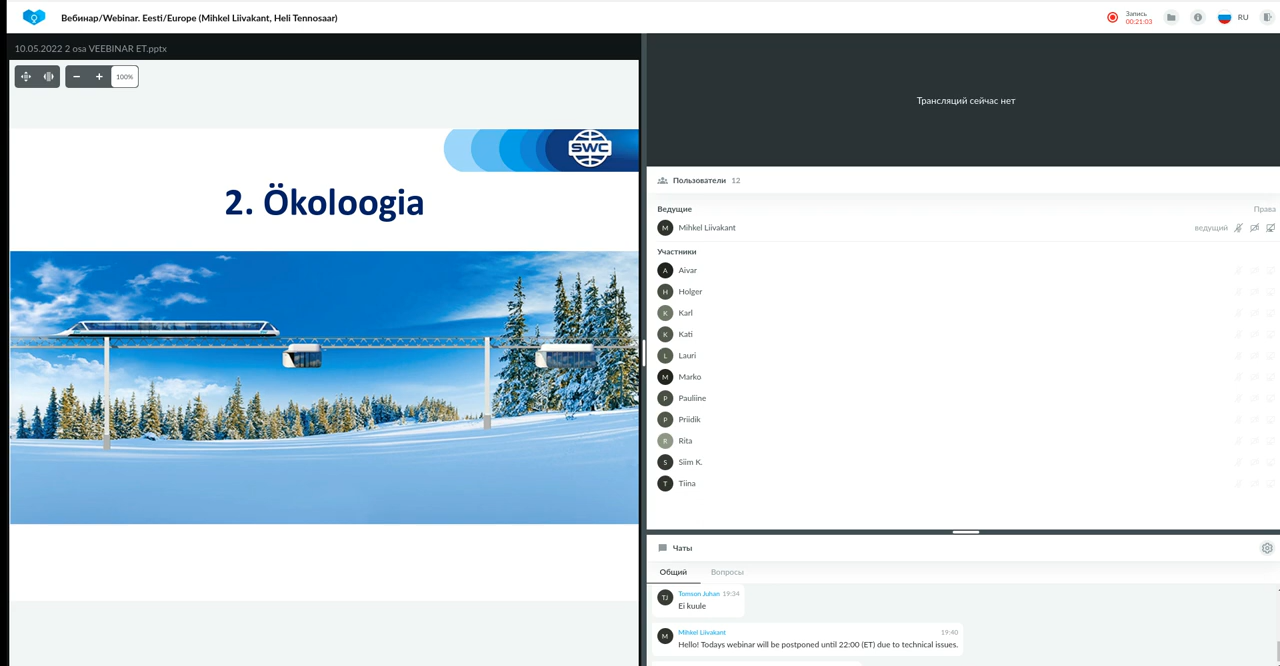 Вебинар/Webinar. Eesti/Europe (Mihkel Liivakant, Heli Tennosaar)
Запись
00:21:03
RU
10.05.2022 2 osa VEEBINAR ET.pptx
100%
SWC
2. Ökoloogia
Трансляций сейчас нет
Пользователи 12
Ведущие Права
M Mihkel Liivakant ведущий
Участники
A Aivar
H Holger
K Karl
K Kati
L Lauri
M Marko
P Pauliine
P Priidik
R Rita
S Siim K.
T Tiina
Чаты
Общий Вопросы
TJ Tomson Juhan 19:34
Ei kuule
M Mihkel Liivakant 19:40
Hello! Todays webinar will be postponed until 22:00 (ET) due to technical issues.